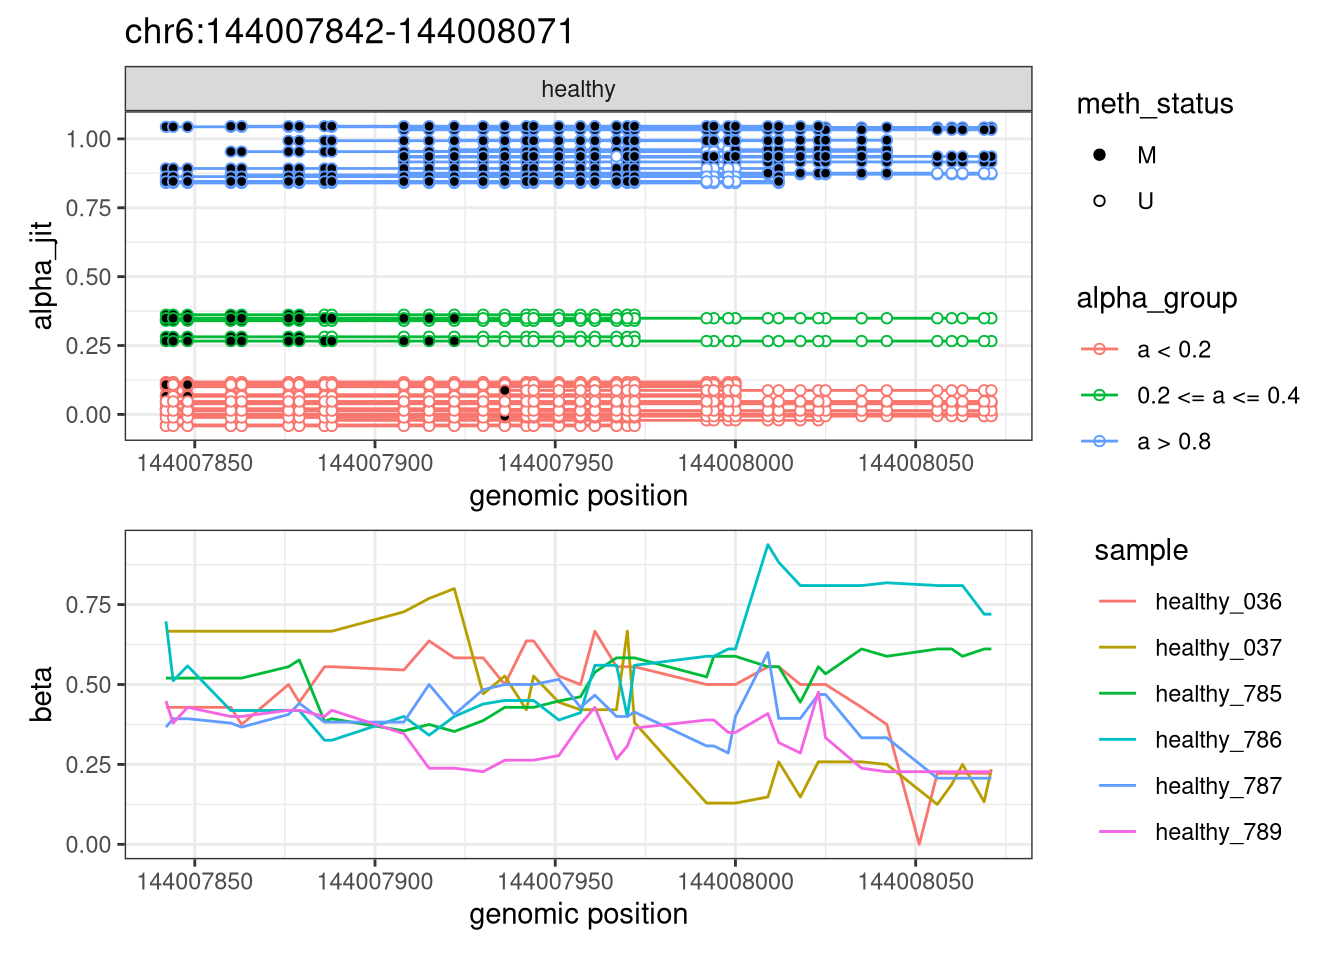 chr6:144007842-144008071
healthy
alpha_jit
1.00
0.75
0.50
0.25
0.00
144007850 144007900 144007950 144008000 144008050
genomic position
meth_status
M
U
alpha_group
a < 0.2
0.2 <= a <= 0.4
a > 0.8
beta
0.75
0.50
0.25
0.00
144007850 144007900 144007950 144008000 144008050
genomic position
sample
healthy_036
healthy_037
healthy_785
healthy_786
healthy_787
healthy_789